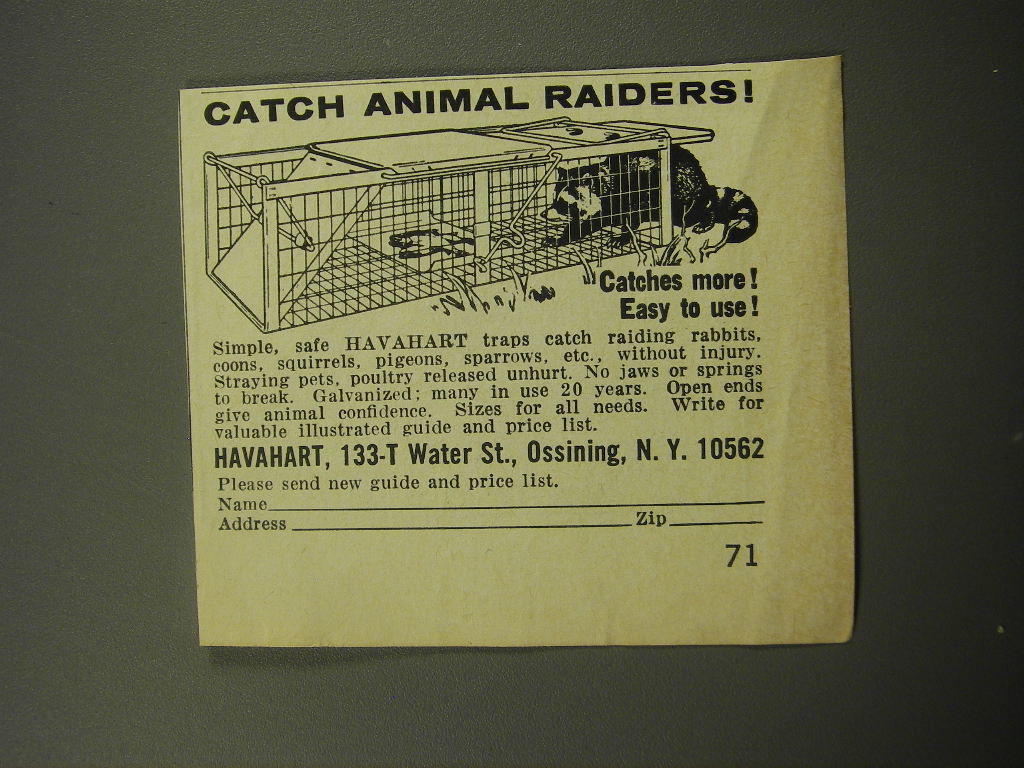 CATCH ANIMAL RAIDERS!
Catches more!
Easy to use!
Simple, safe HAVAHART traps catch raiding rabbits,
coons, squirrels, pigeons, sparrows, etc., without injury.
Straying pets, poultry released unhurt. No jaws or springs
to break. Galvanized; many in use 20 years. Open ends
give animal confidence. Sizes for all needs. Write for
valuable illustrated guide and price list.
HAVAHART, 133-T Water St., Ossining, N. Y. 10562
Please send new guide and price list.
Name
Address Zip
71